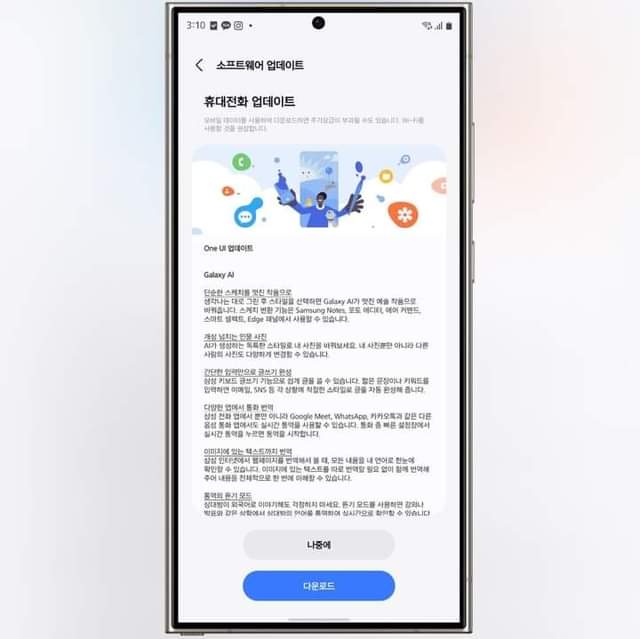 3:10
소프트웨어 업데이트
휴대전화 업데이트
모바일 데이터를 사용하여 다운로드하면 추가요금이 부과될 수도 있습니다. Wi-Fi를
사용할 것을 권장합니다.
One UI 업데이트
Galaxy AI
단순한 스케치를 멋진 작품으로
생각나는 대로 그린 후 스타일을 선택하면 Galaxy AI가 멋진 예술 작품으로
바꿔줍니다. 스케치 변환 기능은 Samsung Notes, 포토 에디터, 에어 커맨드,
스마트 셀렉트, Edge 패널에서 사용할 수 있습니다.
개성 넘치는 인물 사진
AI가 생성하는 독특한 스타일로 내 사진을 바꿔보세요. 내 사진뿐만 아니라 다른
사람의 사진도 다양하게 변경할 수 있습니다.
간단한 입력만으로 글쓰기 완성
삼성 키보드 글쓰기 기능으로 쉽게 글을 쓸 수 있습니다. 짧은 문장이나 키워드를
입력하면 이메일, SNS 등 각 상황에 적절한 스타일로 글을 자동 완성해 줍니다.
다양한 앱에서 통화 번역
삼성 전화 앱에서 뿐만 아니라 Google Meet, WhatsApp, 카카오톡과 같은 다른
음성 통화 앱에서도 실시간 통역을 사용할 수 있습니다. 통화 중 빠른 설정창에서
실시간 통역을 누르면 통역을 시작합니다.
이미지에 있는 텍스트까지 번역
삼성 인터넷에서 웹페이지를 번역해서 볼 때, 모든 내용을 내 언어로 한눈에
확인할 수 있습니다. 이미지에 있는 텍스트를 따로 번역할 필요 없이 함께 번역해
주어 내용을 전체적으로 한 번에 이해할 수 있습니다.
통역의 듣기 모드
상대방이 외국어로 이야기해도 걱정하지 마세요. 듣기 모드를 사용하면 강의나
발표와 같은 상황에서 상대방의 언어를 통역하여 실시간으로 확인할 수 있습니다
나중에
다운로드